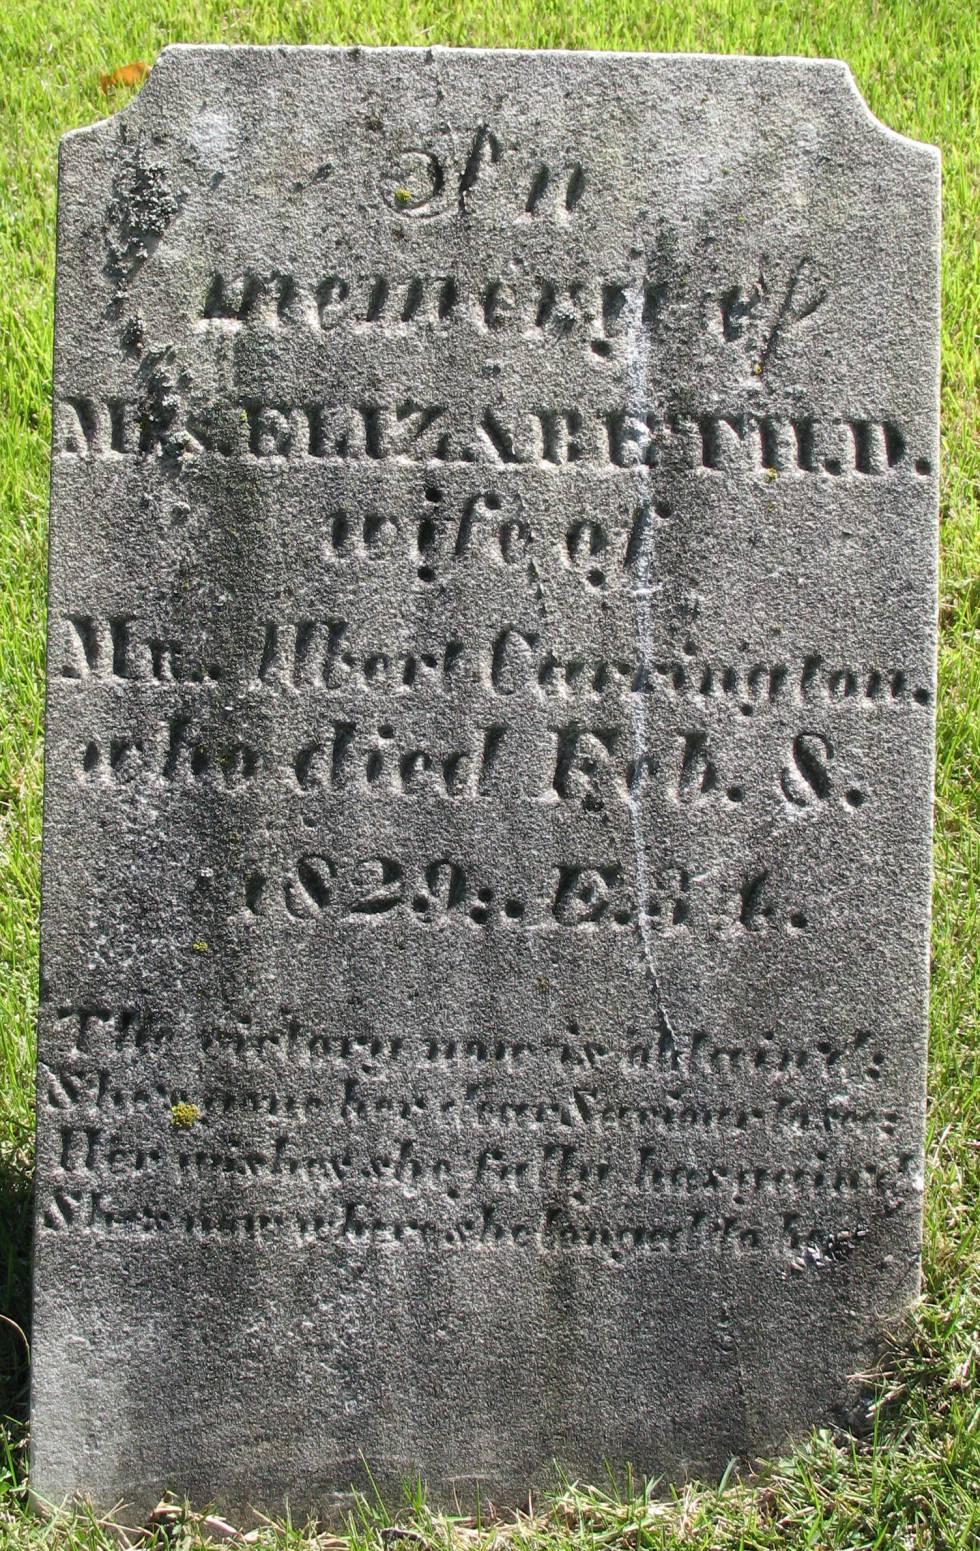 In
memory of
Mrs. ELIZABETH. D.
wife of
Mr. Albert Carrington.
who died Feb. 8.
1829: E. 31.
The victory now is obtain'd:
She's gone her dear Saviour to see;
Her wishes she fully has gain'd,
She's now where she longed to be.